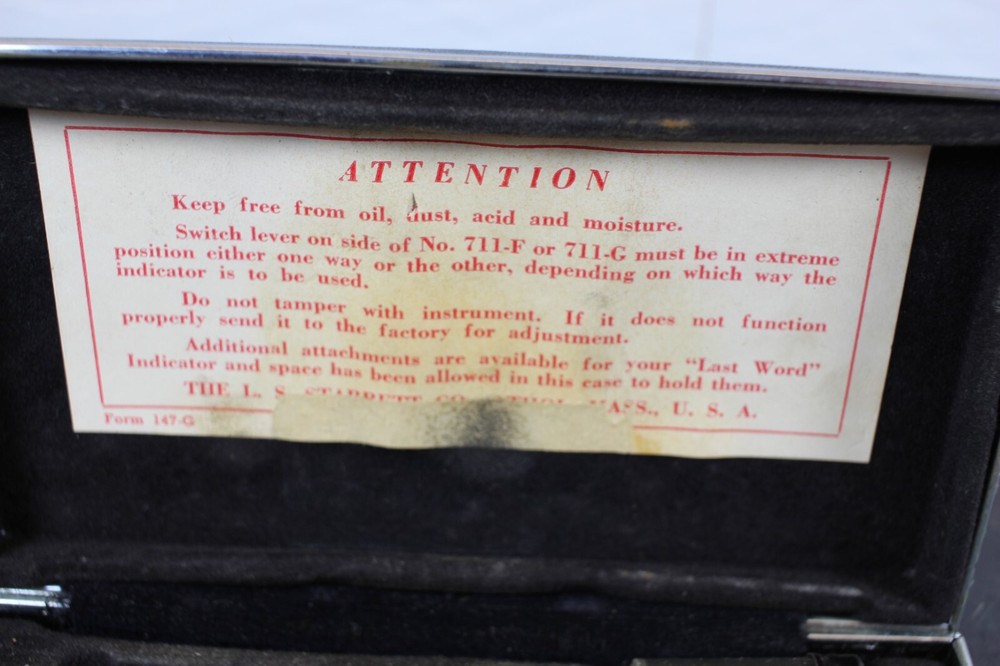 ATTENTION
Keep free from oil, dust, acid and moisture.
Switch lever on side of No. 711-F or 711-G must be in extreme
position either one way or the other, depending on which way the
indicator is to be used.
Do not tamper with instrument. If it does not function
properly send it to the factory for adjustment.
Additional attachments are available for your "Last Word"
Indicator and space has been allowed in this case to hold them.
THE L. S. STARRETT CO. MASS., U. S. A.
Form 147-G